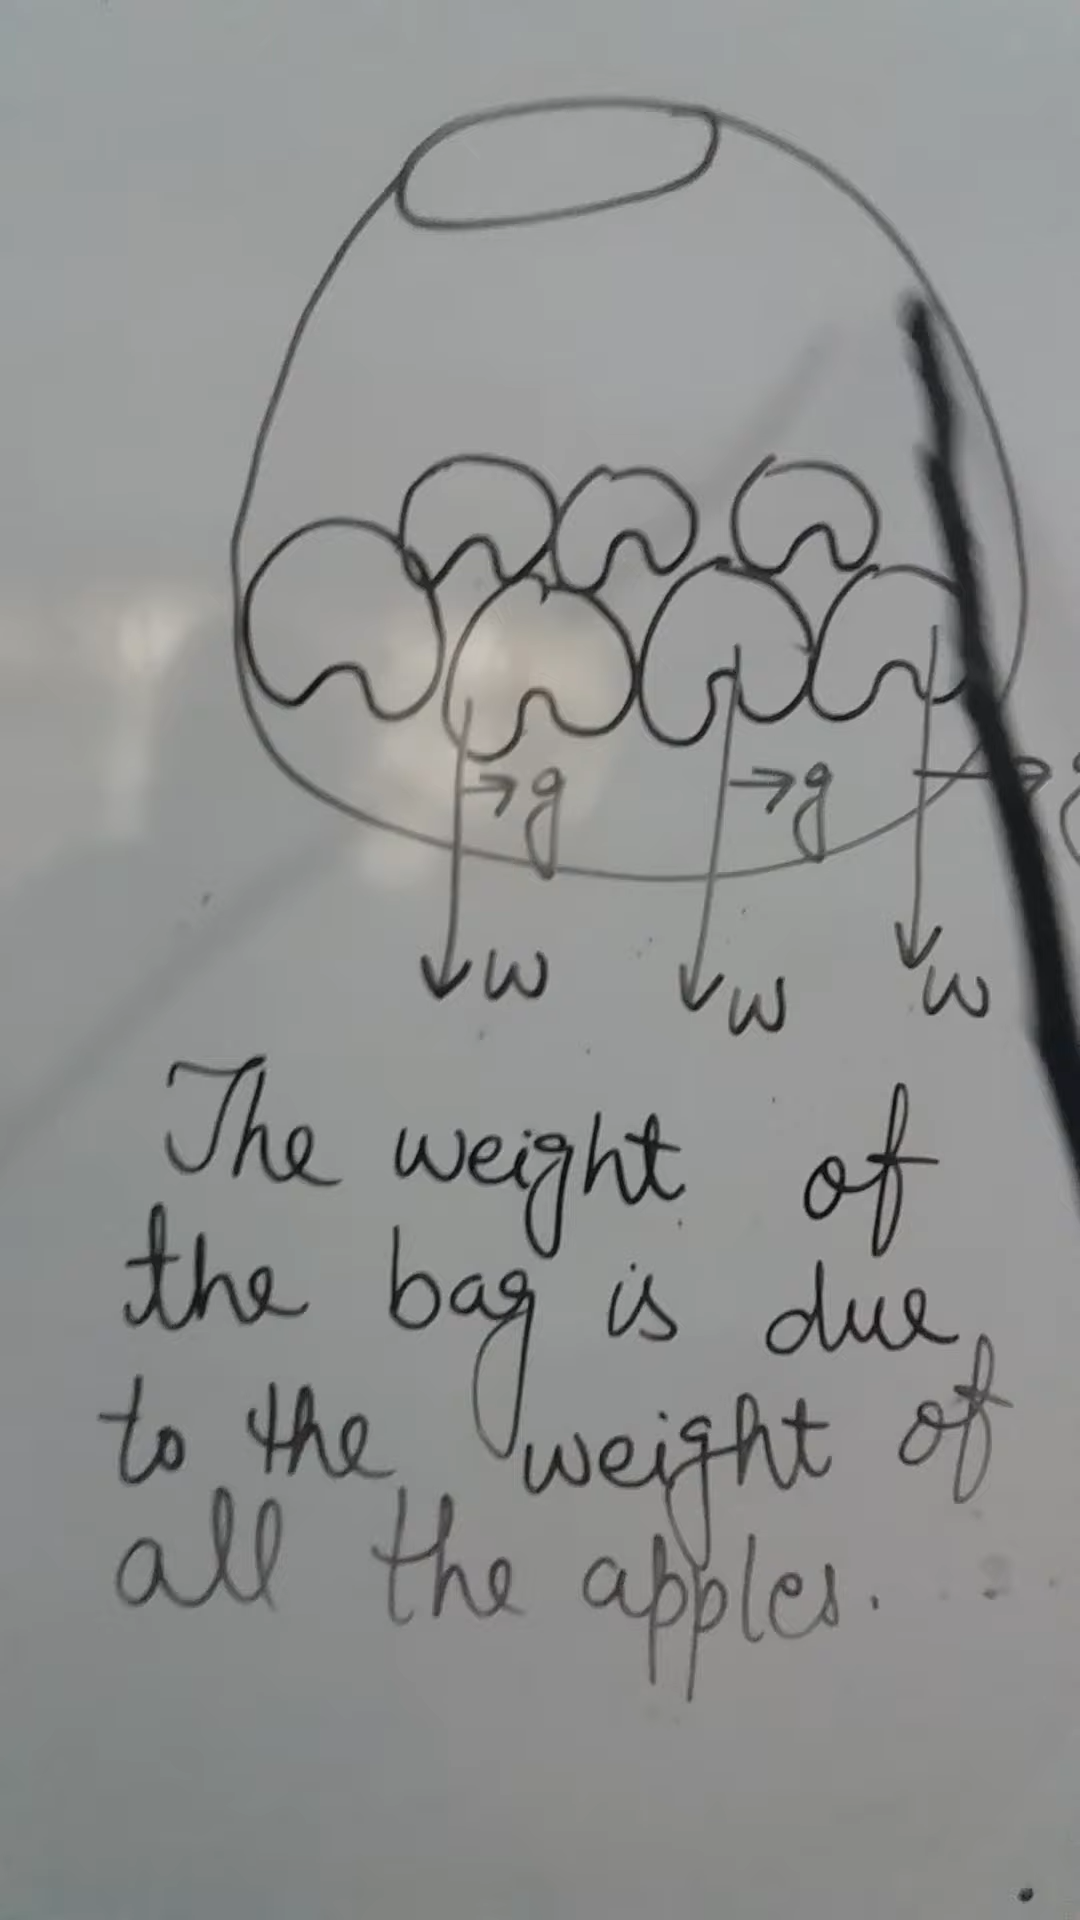 →g →g →g
w w w
The weight of
the bag is due
to the weight of
all the apples.